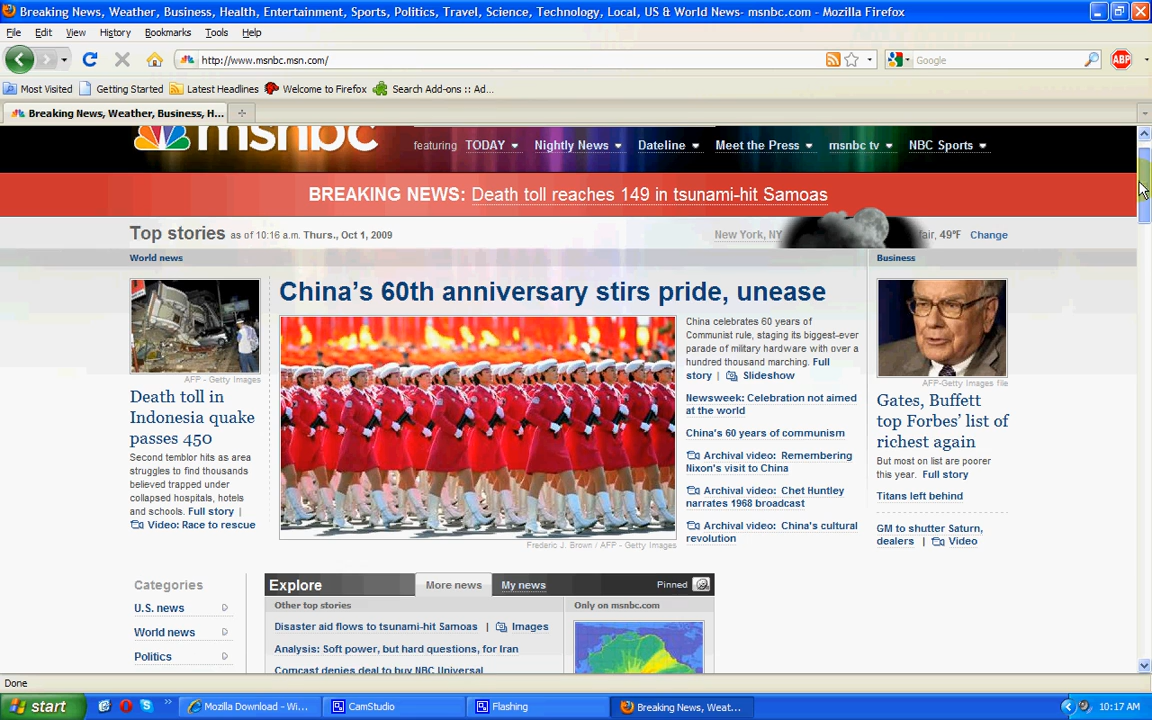 Breaking News, Weather, Business, Health, Entertainment, Sports, Politics, Travel, Science, Technology, Local, US & World News- msnbc.com - Mozilla Firefox
File Edit View History Bookmarks Tools Help
http://www.msnbc.msn.com/ Google ABP
Most Visited Getting Started Latest Headlines Welcome to Firefox Search Add-ons :: Ad...
Breaking News, Weather, Business, H...
msnbc featuring TODAY Nightly News Dateline Meet the Press msnbc tv NBC Sports
BREAKING NEWS: Death toll reaches 149 in tsunami-hit Samoas
Top stories as of 10:16 a.m. Thurs., Oct 1, 2009 New York, NY fair, 49°F Change
World news
Death toll in
Indonesia quake
passes 450
AFP - Getty Images
Second temblor hits as area
struggles to find thousands
believed trapped under
collapsed hospitals, hotels
and schools. Full story |
Video: Race to rescue
China's 60th anniversary stirs pride, unease
Frederic J. Brown / AFP - Getty Images
China celebrates 60 years of
Communist rule, staging its biggest-ever
parade of military hardware with over a
hundred thousand marching. Full
story | Slideshow
Newsweek: Celebration not aimed
at the world
China's 60 years of communism
Archival video: Remembering
Nixon's visit to China
Archival video: Chet Huntley
narrates 1968 broadcast
Archival video: China's cultural
revolution
Business
AFP-Getty Images file
Gates, Buffett
top Forbes' list of
richest again
But most on list are poorer
this year. Full story
Titans left behind
GM to shutter Saturn,
dealers | Video
Categories
U.S. news
World news
Politics
Explore More news My news Pinned
Other top stories Only on msnbc.com
Disaster aid flows to tsunami-hit Samoas | Images
Analysis: Soft power, but hard questions, for Iran
Comcast denies deal to buy NBC Universal
Done
start Mozilla Download - Wi... CamStudio Flashing Breaking News, Weat... 10:17 AM